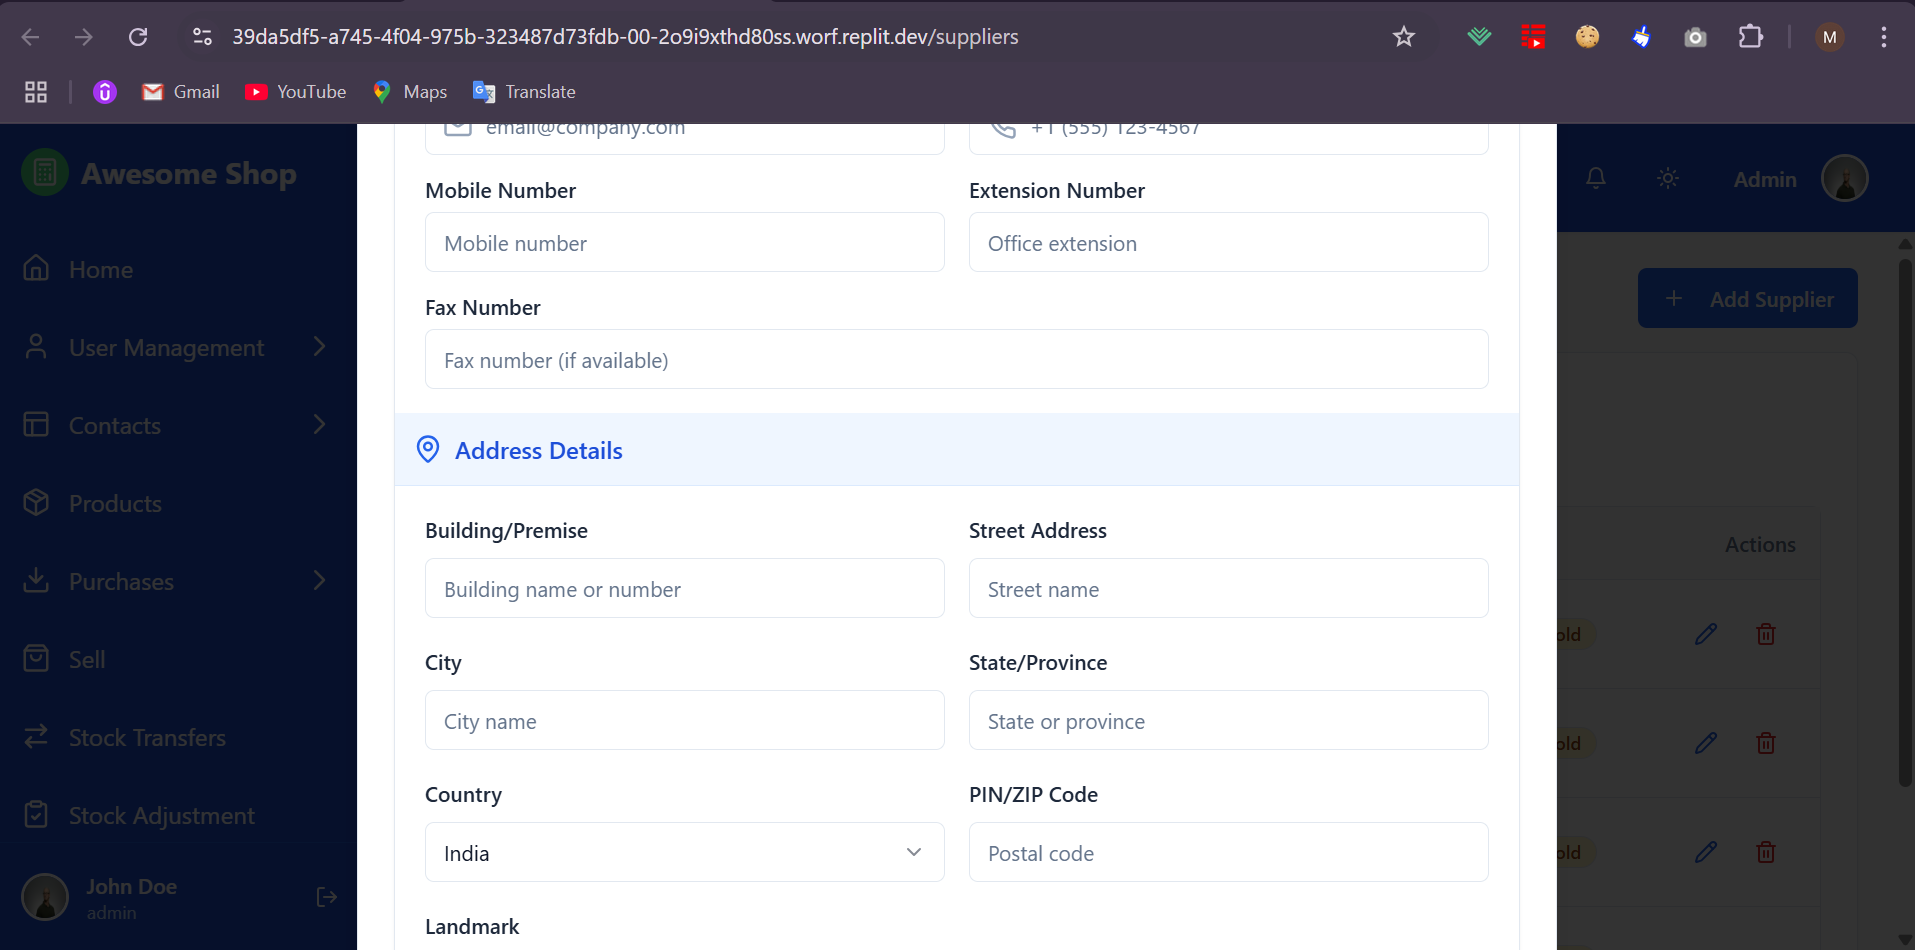 39da5df5-a745-4f04-975b-323487d73fdb-00-2o9i9xthd80ss.worf.replit.dev/suppliers
M
Gmail
YouTube
Maps
Translate
Awesome Shop
Home
User Management
Contacts
Products
Purchases
Sell
Stock Transfers
Stock Adjustment
John Doe
admin
email@company.com
+1 (555) 123-4567
Mobile Number
Extension Number
Mobile number
Office extension
Fax Number
Fax number (if available)
Address Details
Building/Premise
Street Address
Building name or number
Street name
City
State/Province
City name
State or province
Country
PIN/ZIP Code
India
Postal code
Landmark
Admin
Add Supplier
Actions
old
old
old